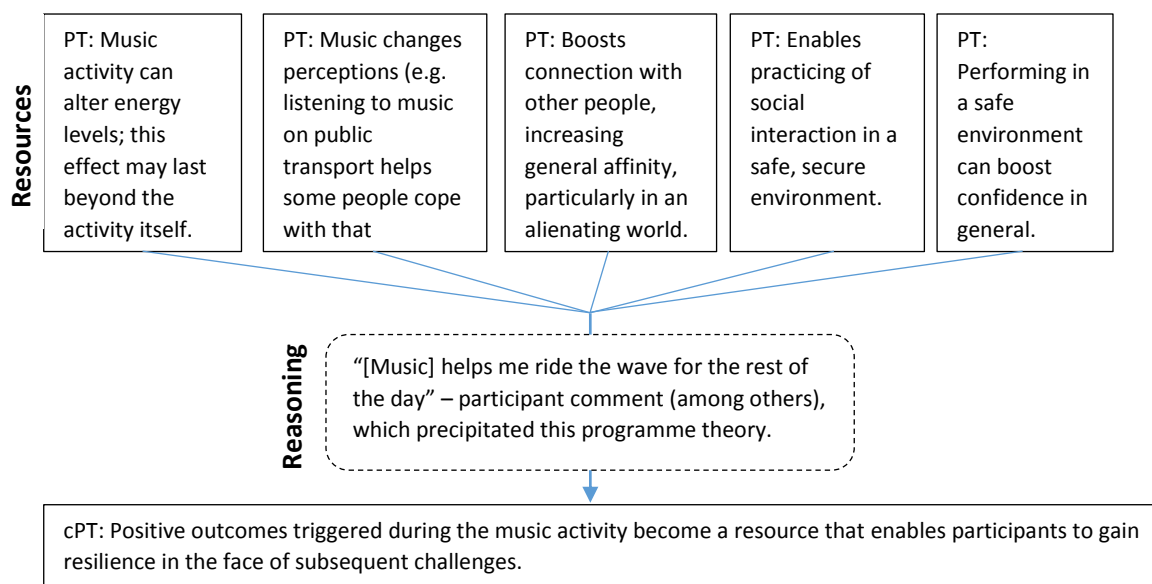 Resources
PT: Music
activity can
alter energy
levels; this
effect may last
beyond the
activity itself.
PT: Music changes
perceptions (e.g.
listening to music
on public
transport helps
some people cope
with that
PT: Boosts
connection with
other people,
increasing
general affinity,
particularly in an
alienating world.
PT: Enables
practicing of
social
interaction in a
safe, secure
environment.
PT:
Performing in
a safe
environment
can boost
confidence in
general.
Reasoning
“[Music] helps me ride the wave for the rest of
the day” – participant comment (among others),
which precipitated this programme theory.
cPT: Positive outcomes triggered during the music activity become a resource that enables participants to gain
resilience in the face of subsequent challenges.